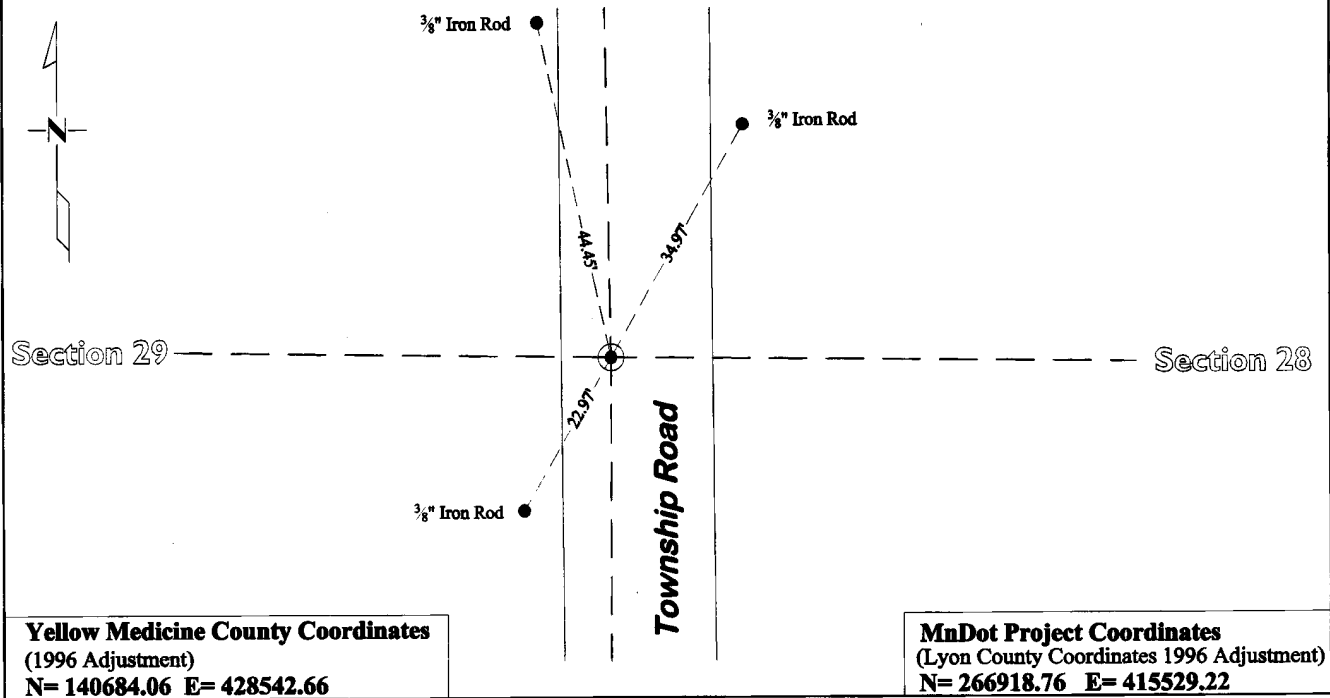 ⅜" Iron Rod
⅜" Iron Rod
N
44.45'
34.97'
Section 29
Section 28
22.97'
Township Road
⅜" Iron Rod
Yellow Medicine County Coordinates
(1996 Adjustment)
N= 140684.06 E= 428542.66
MnDot Project Coordinates
(Lyon County Coordinates 1996 Adjustment)
N= 266918.76 E= 415529.22